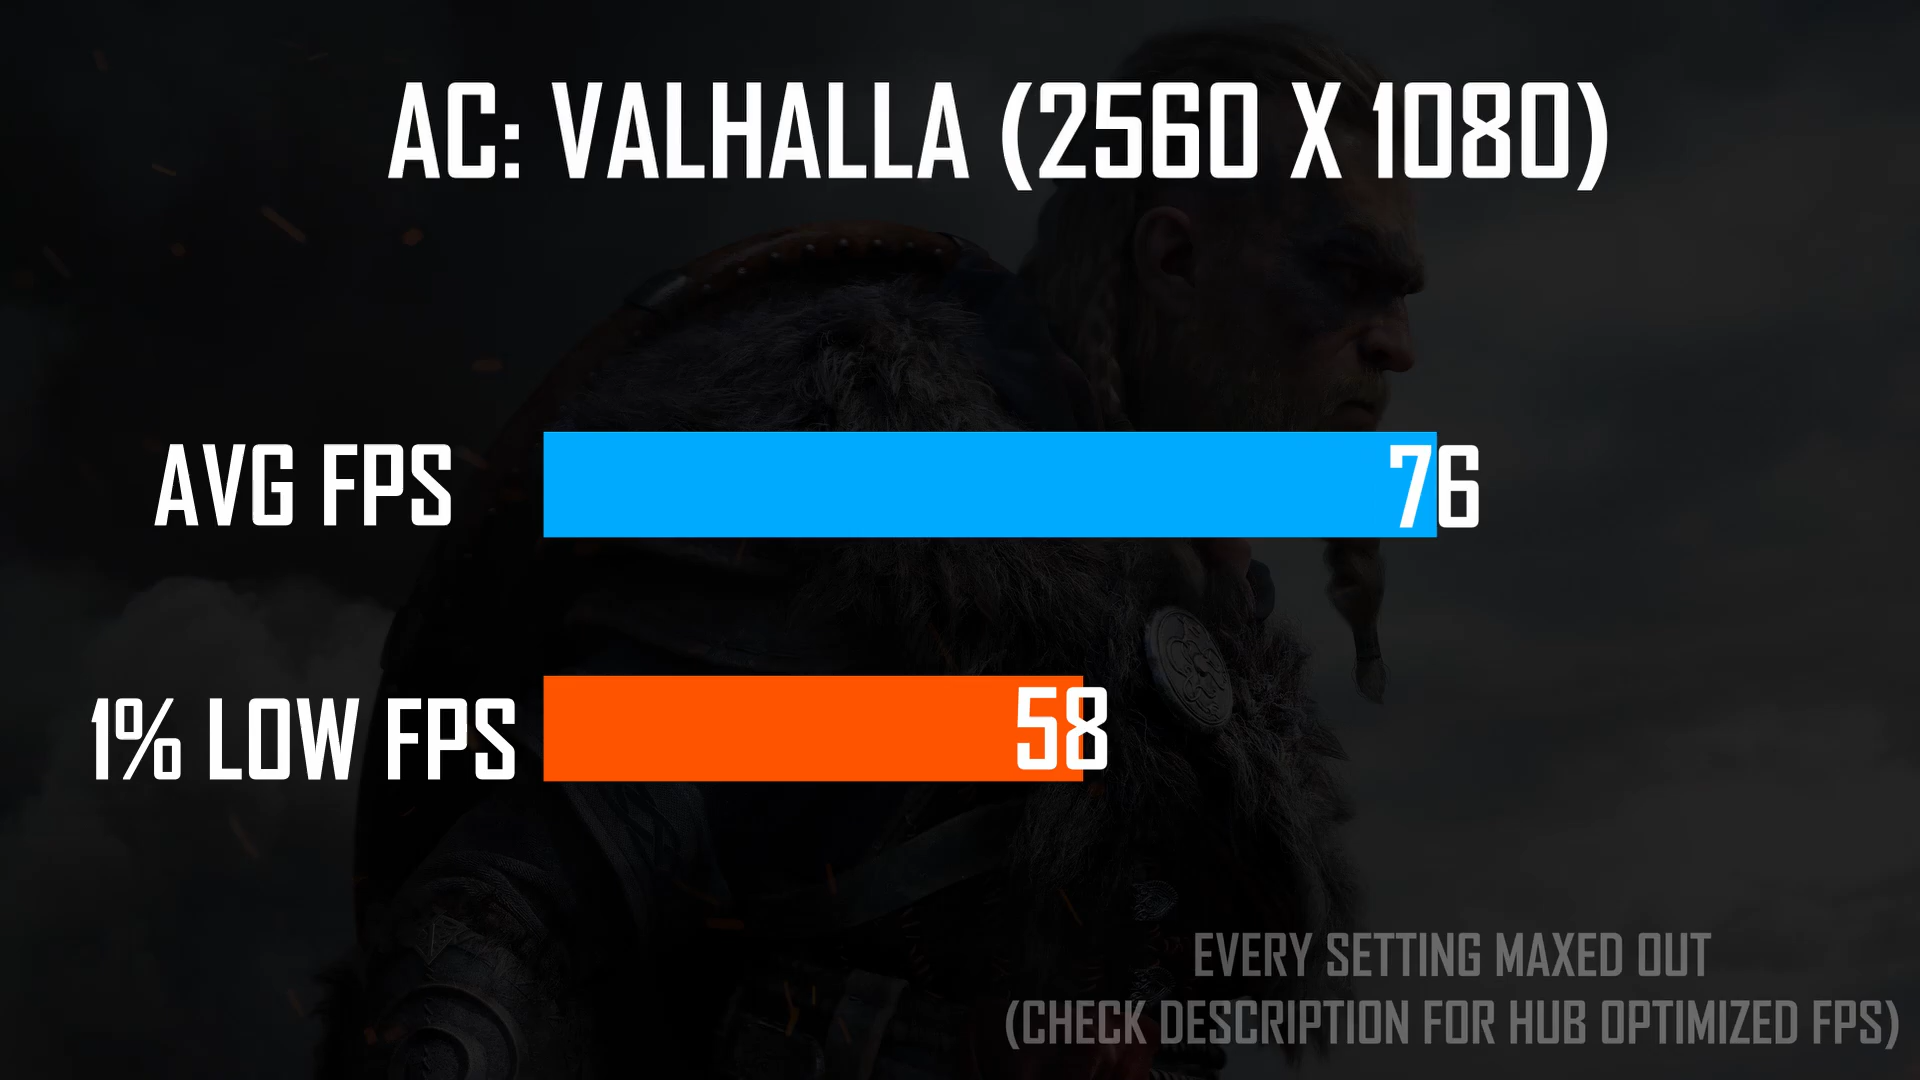 AC: VALHALLA (2560 X 1080)
AVG FPS 76
1% LOW FPS 58
EVERY SETTING MAXED OUT
(CHECK DESCRIPTION FOR HUB OPTIMIZED FPS)